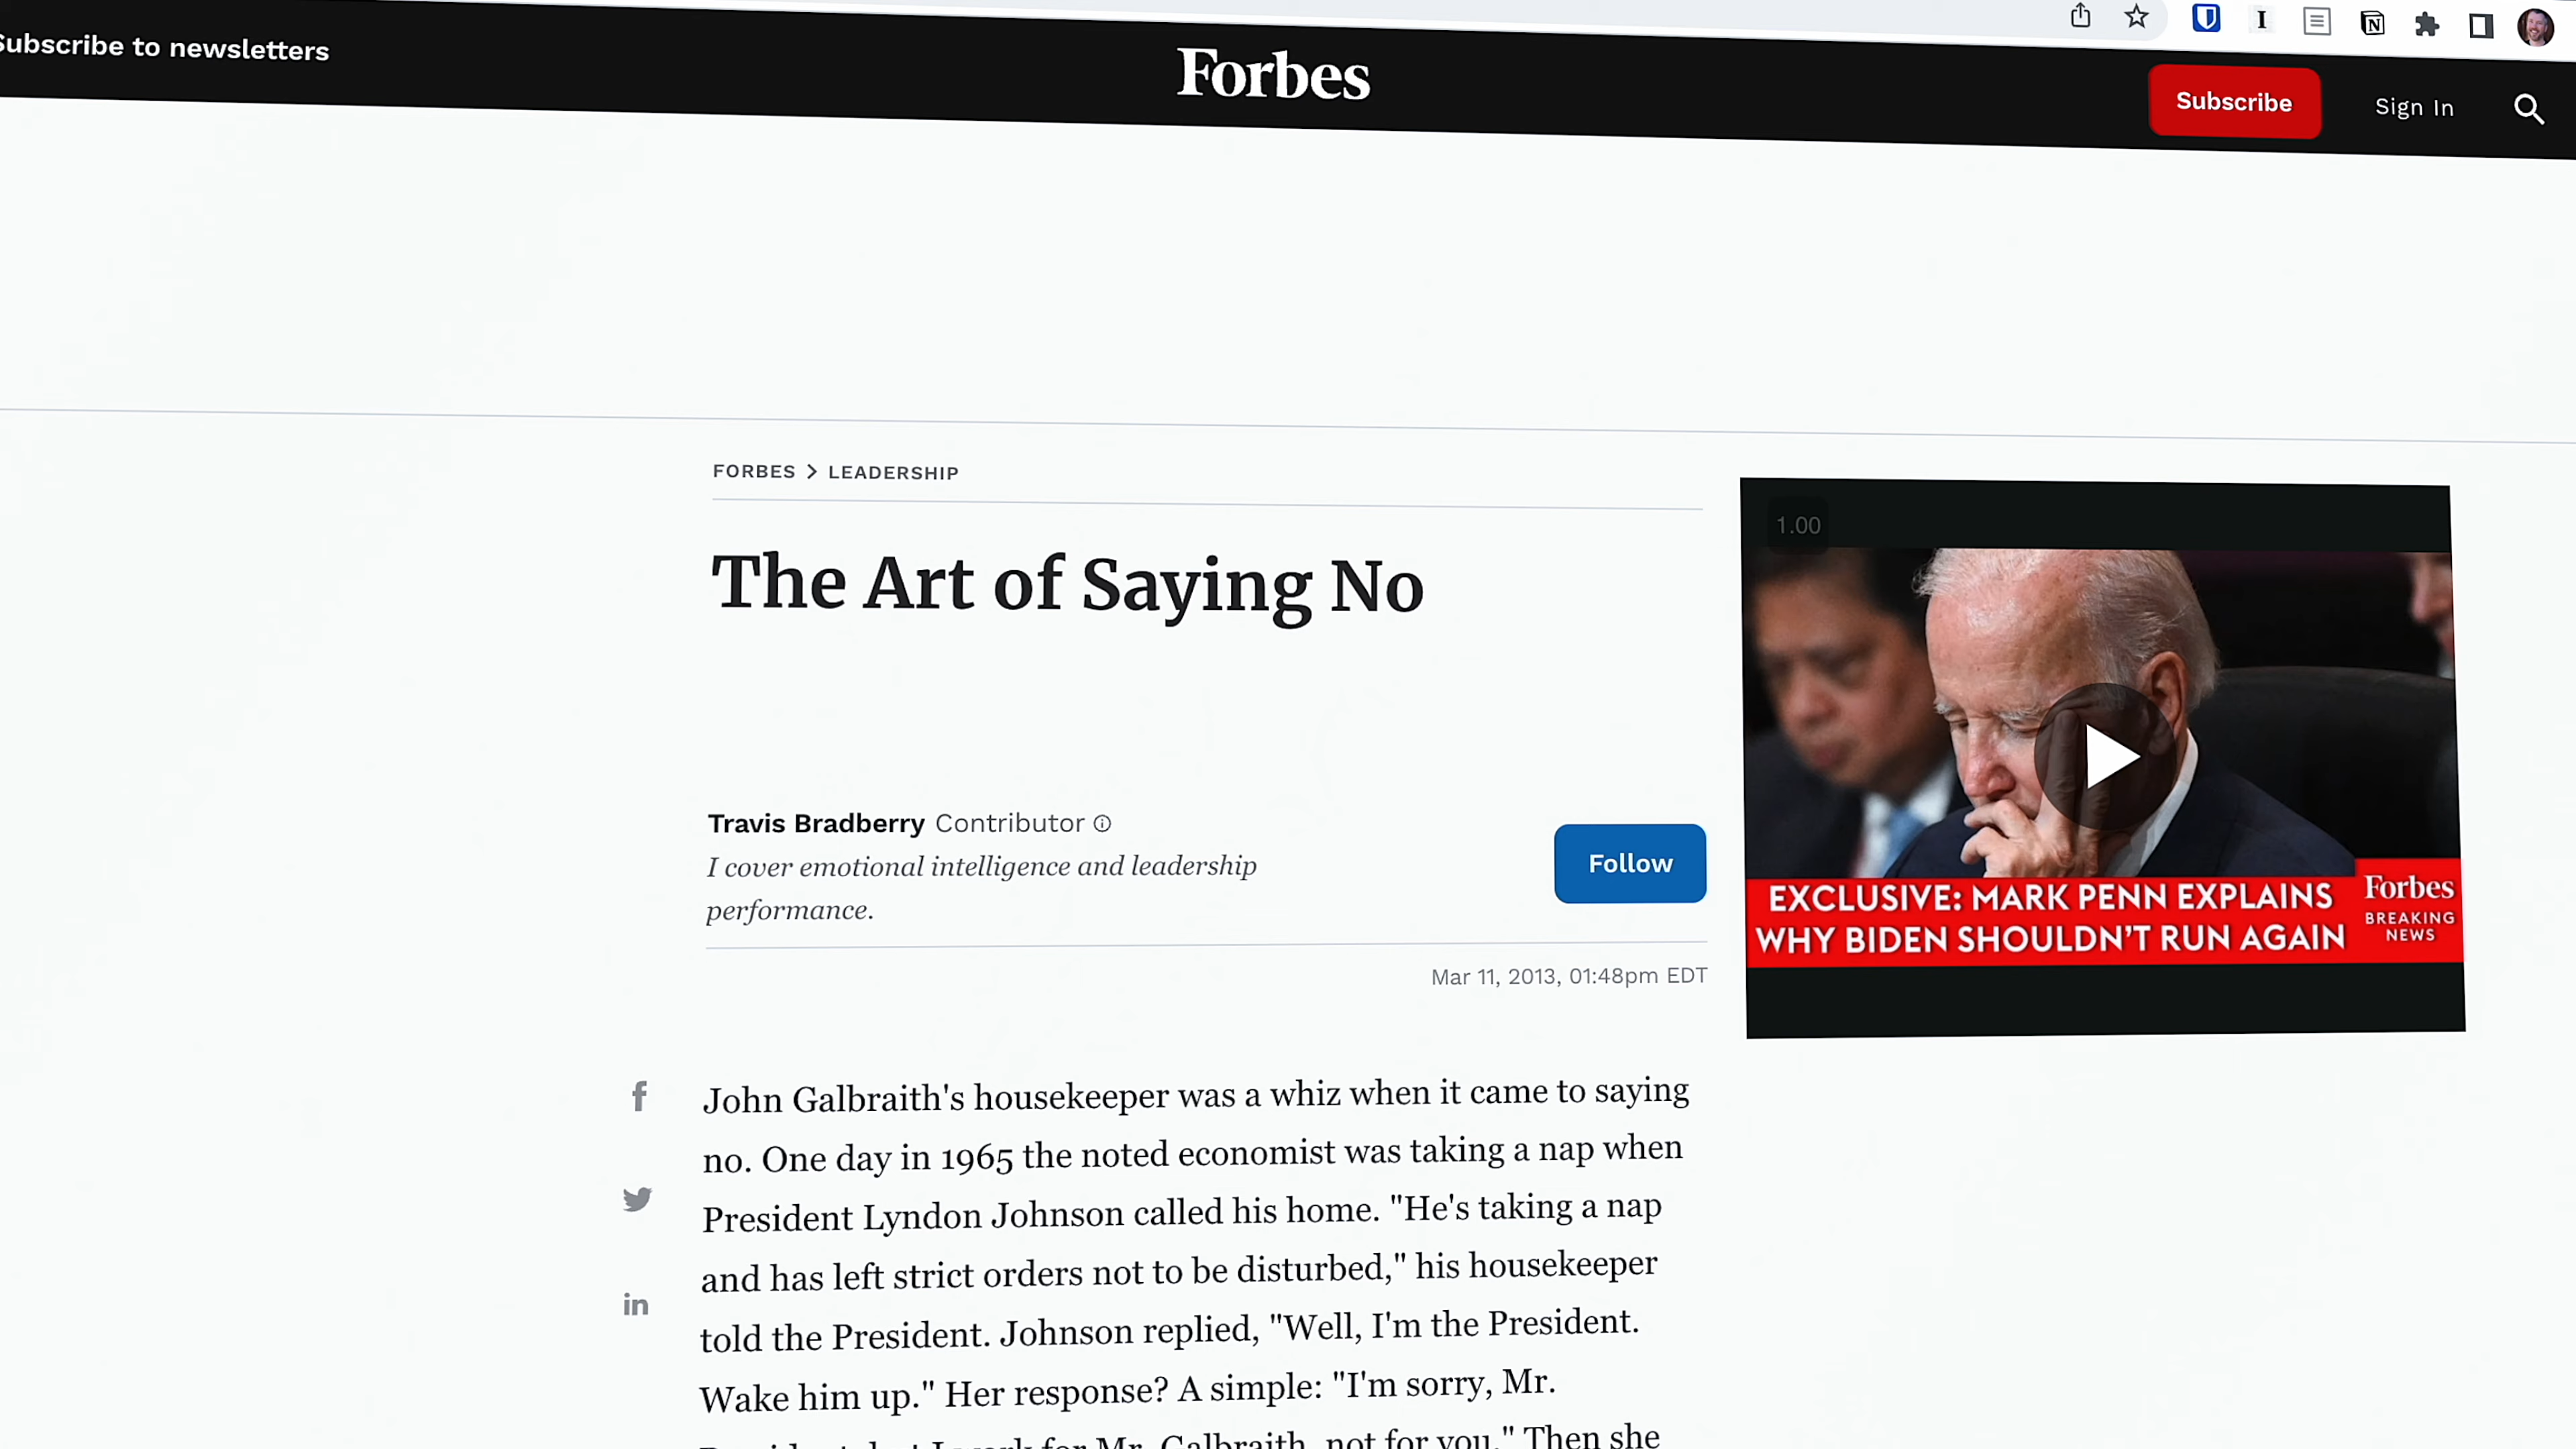 Subscribe to newsletters
Forbes
Subscribe
Sign In
FORBES > LEADERSHIP
The Art of Saying No
Travis Bradberry Contributor
I cover emotional intelligence and leadership
performance.
Follow
Mar 11, 2013, 01:48pm EDT
1.00
EXCLUSIVE: MARK PENN EXPLAINS
WHY BIDEN SHOULDN'T RUN AGAIN
Forbes
BREAKING
NEWS
John Galbraith's housekeeper was a whiz when it came to saying
no. One day in 1965 the noted economist was taking a nap when
President Lyndon Johnson called his home. "He's taking a nap
and has left strict orders not to be disturbed," his housekeeper
told the President. Johnson replied, "Well, I'm the President.
Wake him up." Her response? A simple: "I'm sorry, Mr.
President, but I work for Mr. Galbraith, not for you." Then she